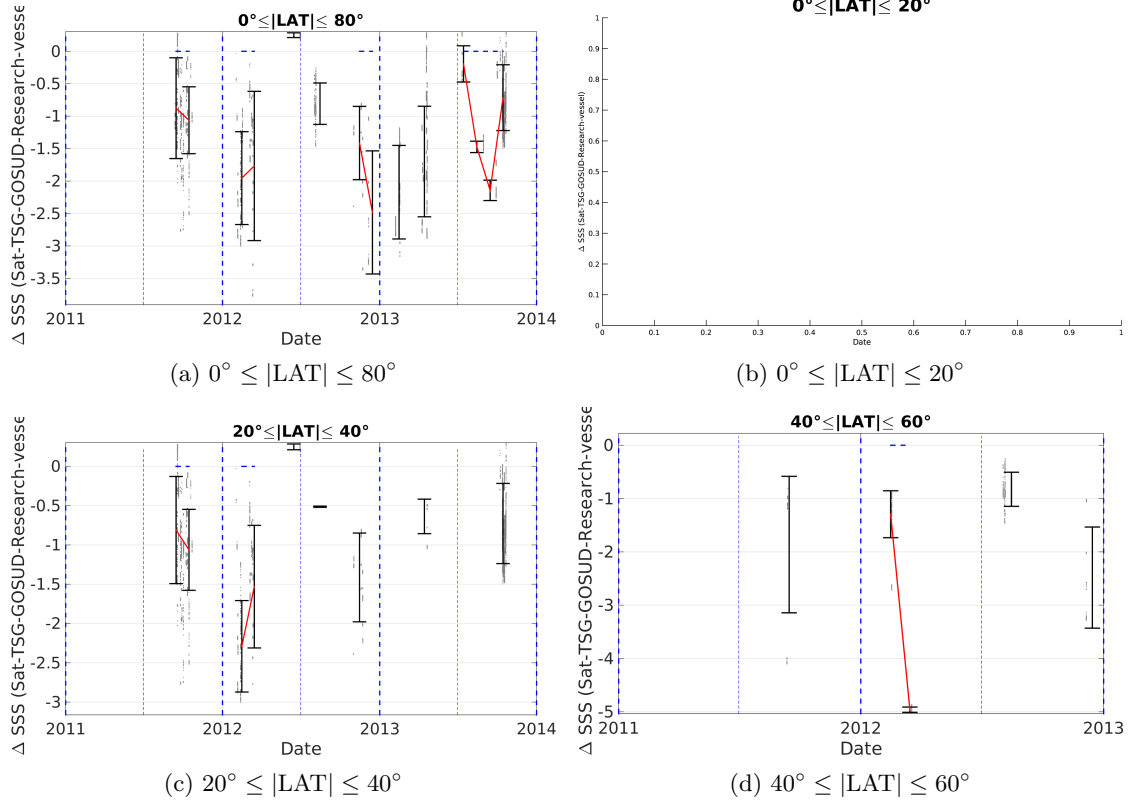 0°≤|LAT|≤ 80°
Δ SSS (Sat-TSG-GOSUD-Research-vesse
0
-0.5
-1
-1.5
-2
-2.5
-3
-3.5
2011 2012 2013 2014
Date
(a) 0° ≤ |LAT| ≤ 80°
0°≤|LAT|≤ 20°
Δ SSS (Sat-TSG-GOSUD-Research-vessel)
1
0.9
0.8
0.7
0.6
0.5
0.4
0.3
0.2
0.1
0
0 0.1 0.2 0.3 0.4 0.5 0.6 0.7 0.8 0.9 1
Date
(b) 0° ≤ |LAT| ≤ 20°
20°≤|LAT|≤ 40°
Δ SSS (Sat-TSG-GOSUD-Research-vesse
0
-0.5
-1
-1.5
-2
-2.5
-3
2011 2012 2013 2014
Date
(c) 20° ≤ |LAT| ≤ 40°
40°≤|LAT|≤ 60°
Δ SSS (Sat-TSG-GOSUD-Research-vesse
0
-1
-2
-3
-4
-5
2011 2012 2013
Date
(d) 40° ≤ |LAT| ≤ 60°